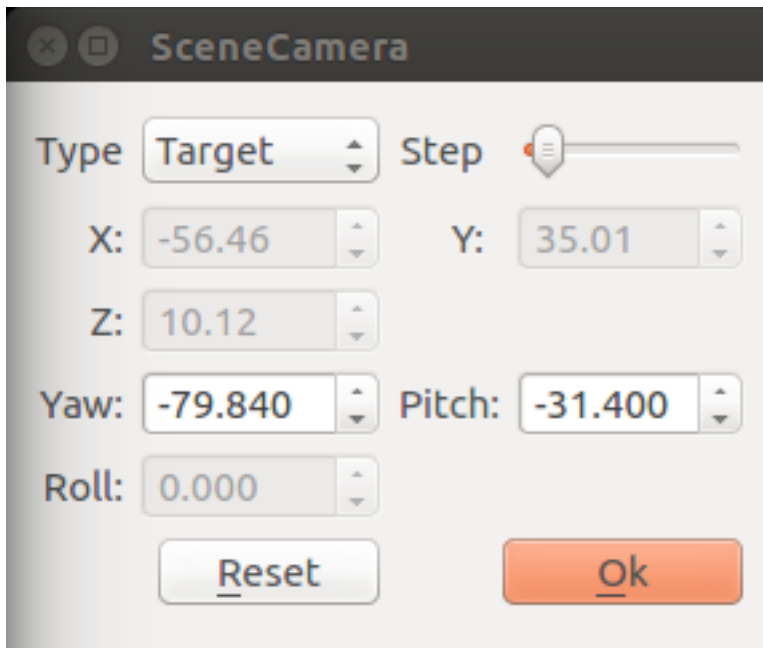 SceneCamera
Type Target Step
X: -56.46 Y: 35.01
Z: 10.12
Yaw: -79.840 Pitch: -31.400
Roll: 0.000
Reset Ok